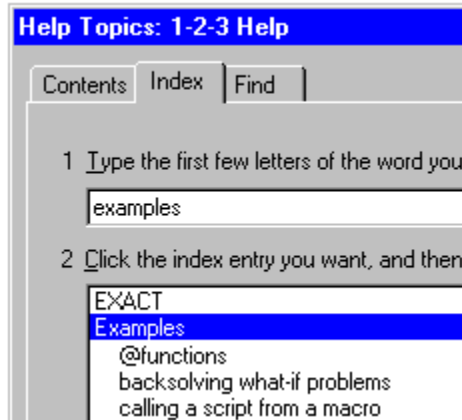 Help Topics: 1-2-3 Help
Contents Index Find
1 Type the first few letters of the word you
examples
2 Click the index entry you want, and then
EXACT
Examples
@functions
backsolving what-if problems
calling a script from a macro